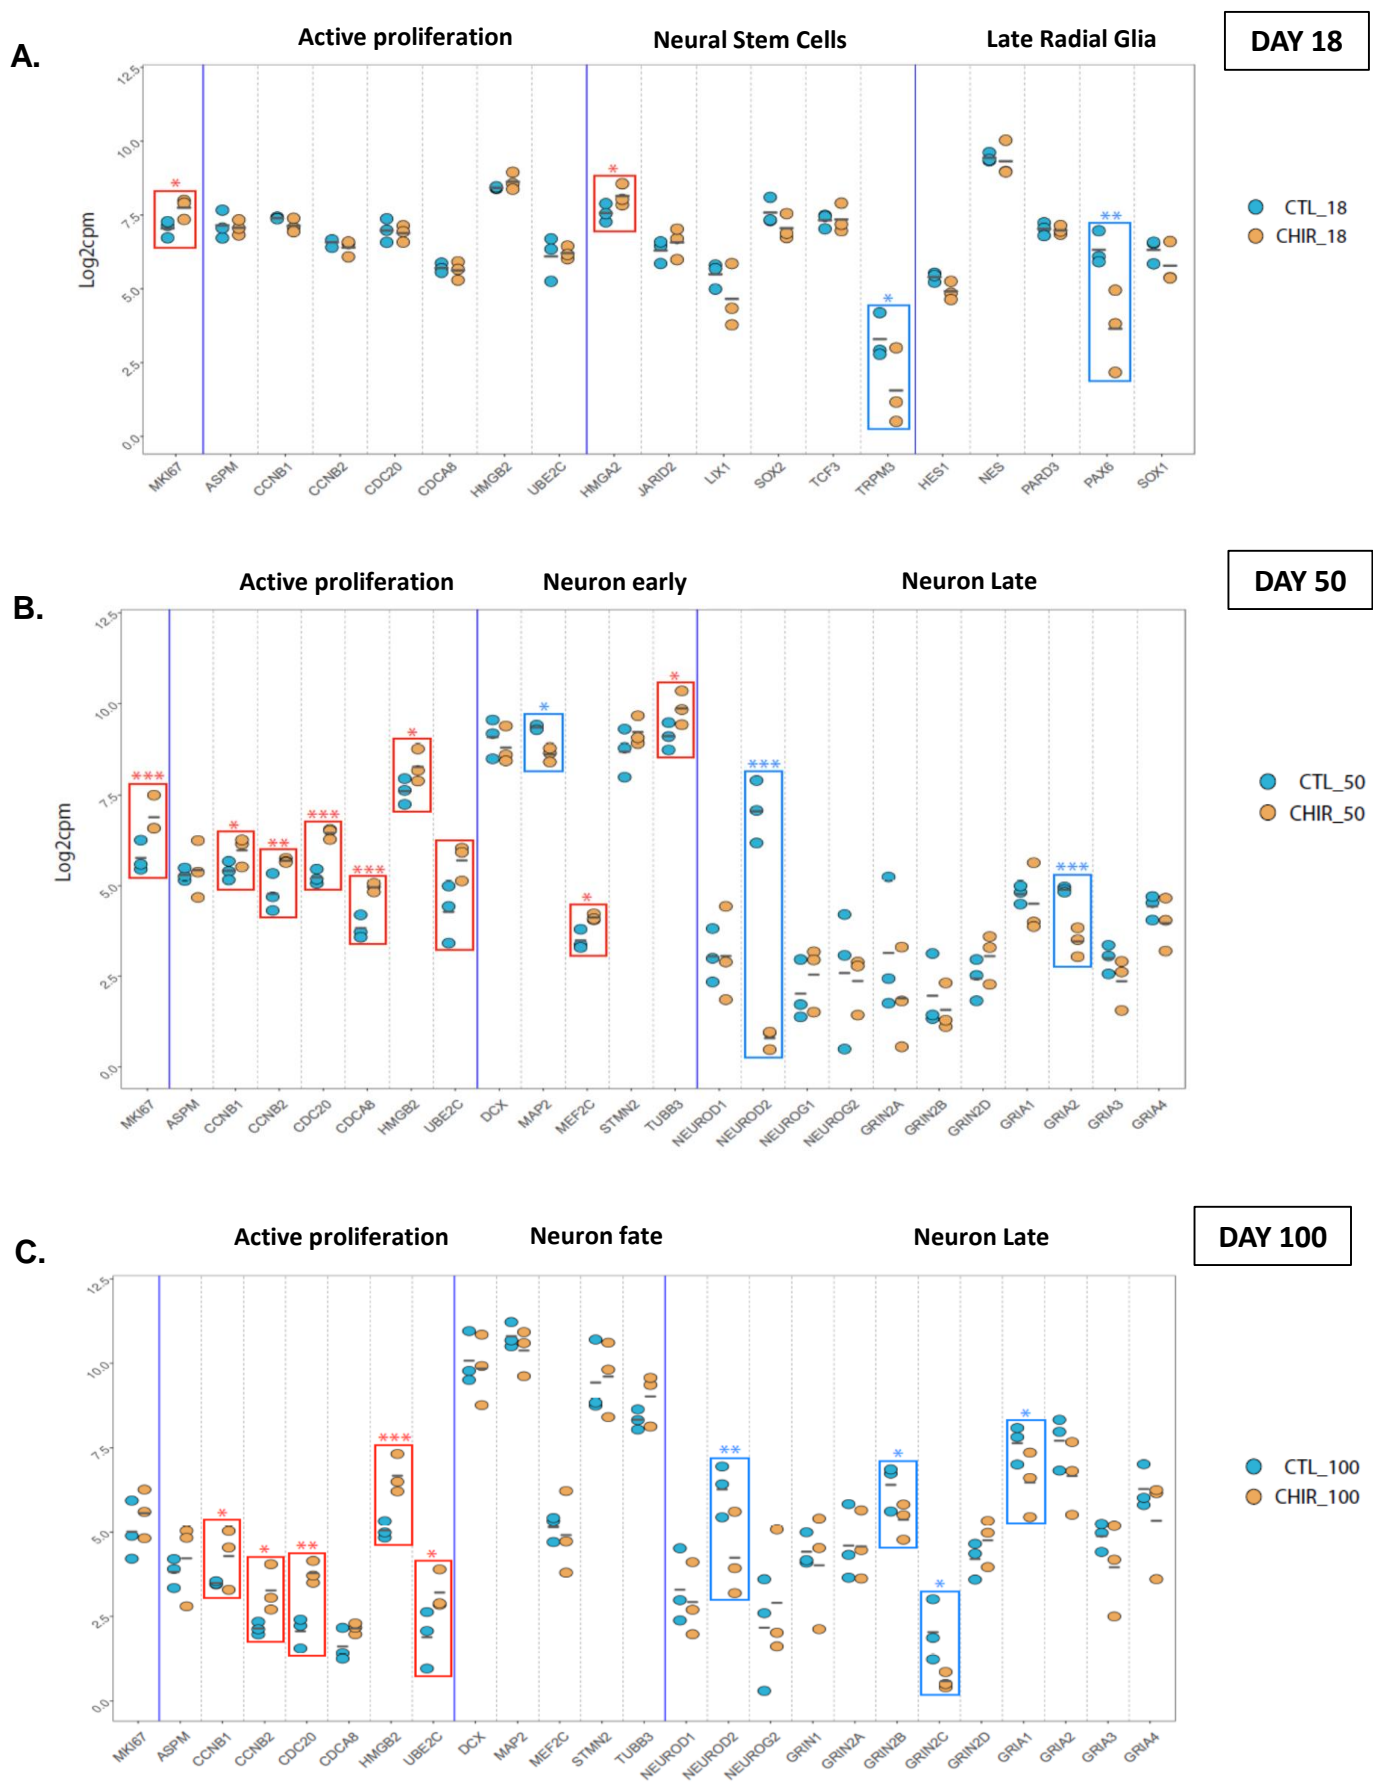 A.
Active proliferation Neural Stem Cells Late Radial Glia DAY 18
12.5
10.0
7.5
5.0
2.5
0.0
Log2cpm
* * * **
CTL_18
CHIR_18
MKI67 ASPM CCNB1 CCNB2 CDC20 CDCA8 HMGB2 UBE2C HMGA2 JARID2 LIX1 SOX2 TCF3 TRPM3 HES1 NES PARD3 PAX6 SOX1
B.
Active proliferation Neuron early Neuron Late DAY 50
12.5
10.0
7.5
5.0
2.5
0.0
Log2cpm
*** * ** *** *** * * * * *** ***
CTL_50
CHIR_50
MKI67 ASPM CCNB1 CCNB2 CDC20 CDCA8 HMGB2 UBE2C DCX MAP2 MEF2C STMN2 TUBB3 NEUROD1 NEUROD2 NEUROG1 NEUROG2 GRIN2A GRIN2B GRIN2D GRIA1 GRIA2 GRIA3 GRIA4
C.
Active proliferation Neuron fate Neuron Late DAY 100
12.5
10.0
7.5
5.0
2.5
0.0
* * ** *** * ** * * *
CTL_100
CHIR_100
MKI67 ASPM CCNB1 CCNB2 CDC20 CDCA8 HMGB2 UBE2C DCX MAP2 MEF2C STMN2 TUBB3 NEUROD1 NEUROD2 NEUROG2 GRIN1 GRIN2A GRIN2B GRIN2C GRIN2D GRIA1 GRIA2 GRIA3 GRIA4